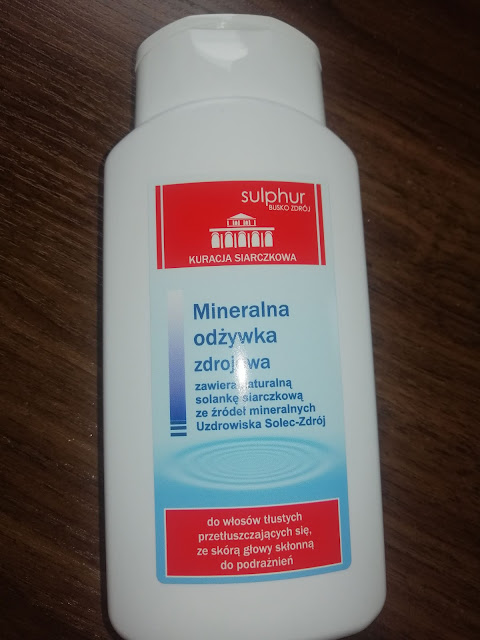 sulphur
BUSKO ZDRÓJ
KURACJA SIARCZKOWA
Mineralna
odżywka
zdrojowa
zawiera naturalną
solankę siarczkową
ze źródeł mineralnych
Uzdrowiska Solec-Zdrój
do włosów tłustych
przetłuszczających się,
ze skórą głowy skłonną
do podrażnień